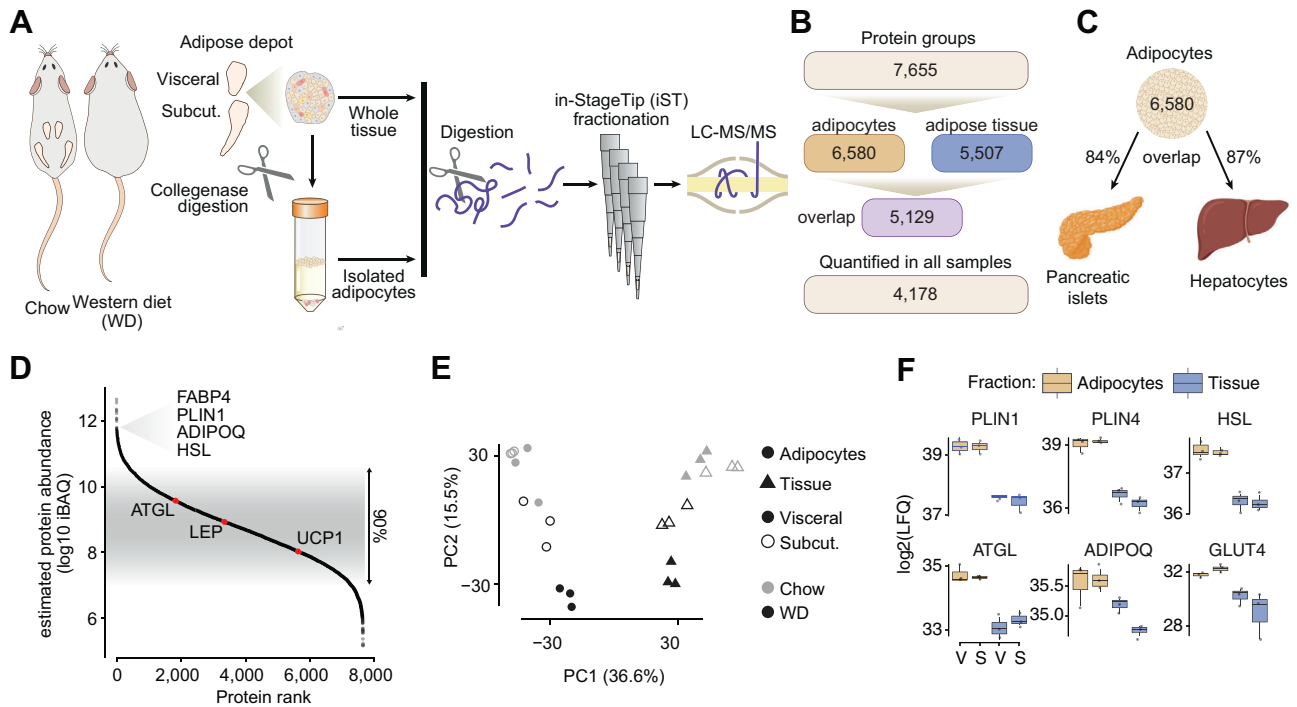 A
Adipose depot
Visceral
Subcut.
Collegenase
digestion
Whole
tissue
Isolated
adipocytes
Chow
Western diet
(WD)
Digestion
in-StageTip (iST)
fractionation
LC-MS/MS
B
Protein groups
7,655
adipocytes
adipose tissue
6,580
5,507
overlap
5,129
Quantified in all samples
4,178
C
Adipocytes
6,580
84%
overlap
87%
Pancreatic
islets
Hepatocytes
D
estimated protein abundance
(log10 iBAQ)
12
10
8
6
FABP4
PLIN1
ADIPOQ
HSL
ATGL
LEP
UCP1
90%
0
2,000
4,000
6,000
8,000
Protein rank
E
PC2 (15.5%)
30
−30
−30
30
PC1 (36.6%)
Adipocytes
Tissue
Visceral
Subcut.
Chow
WD
F
Fraction:
Adipocytes
Tissue
log2(LFQ)
PLIN1
39
37
PLIN4
39
36
HSL
37
36
ATGL
35
33
V S V S
ADIPOQ
35.5
35.0
GLUT4
32
28